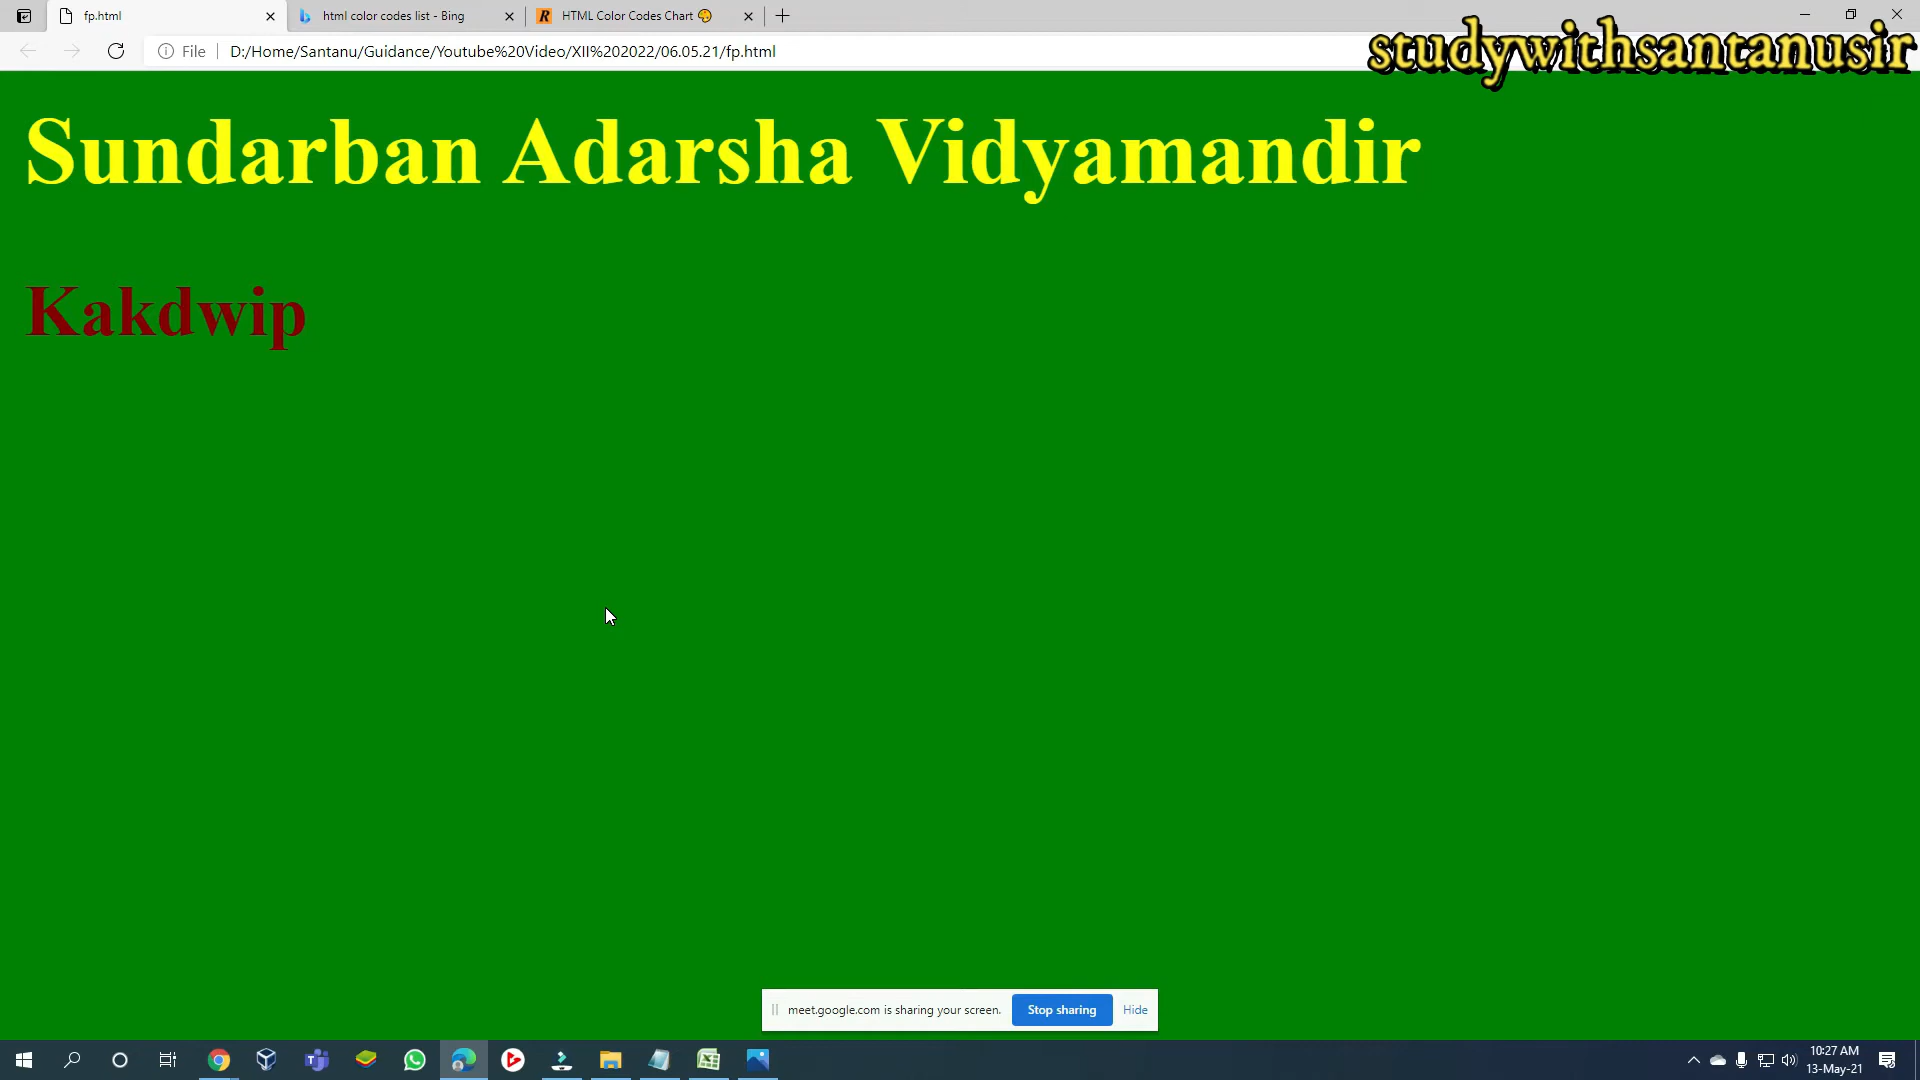 fp.html
html color codes list - Bing
R HTML Color Codes Chart 🎨
File D:/Home/Santanu/Guidance/Youtube%20Video/XII%202022/06.05.21/fp.html
studywithsantanusir
Sundarban Adarsha Vidyamandir
Kakdwip
meet.google.com is sharing your screen. Stop sharing Hide
10:27 AM
13-May-21